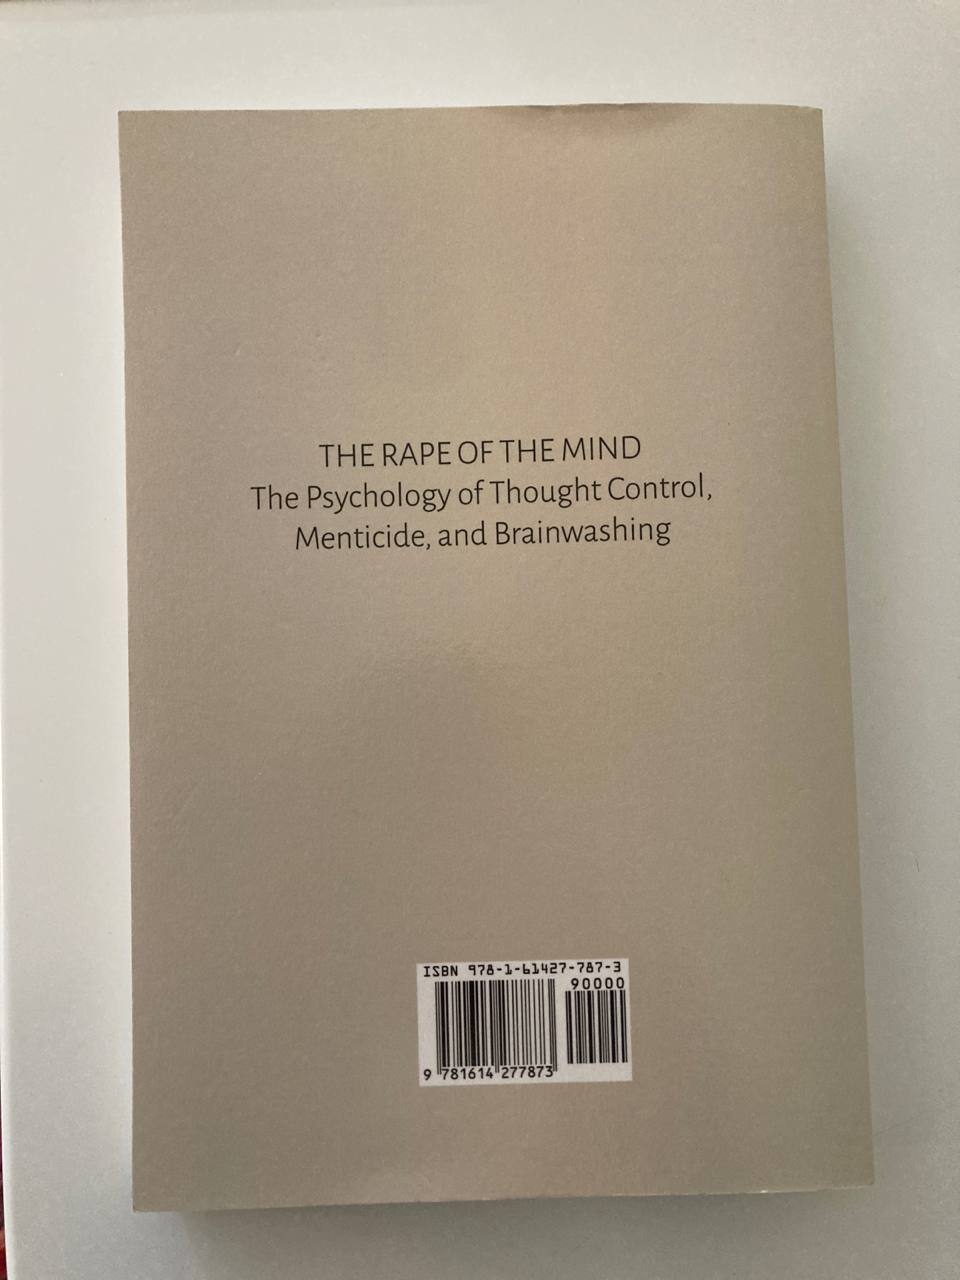 THE RAPE OF THE MIND
The Psychology of Thought Control,
Menticide, and Brainwashing
ISBN 978-1-61427-787-3
90000
9 781614 277873